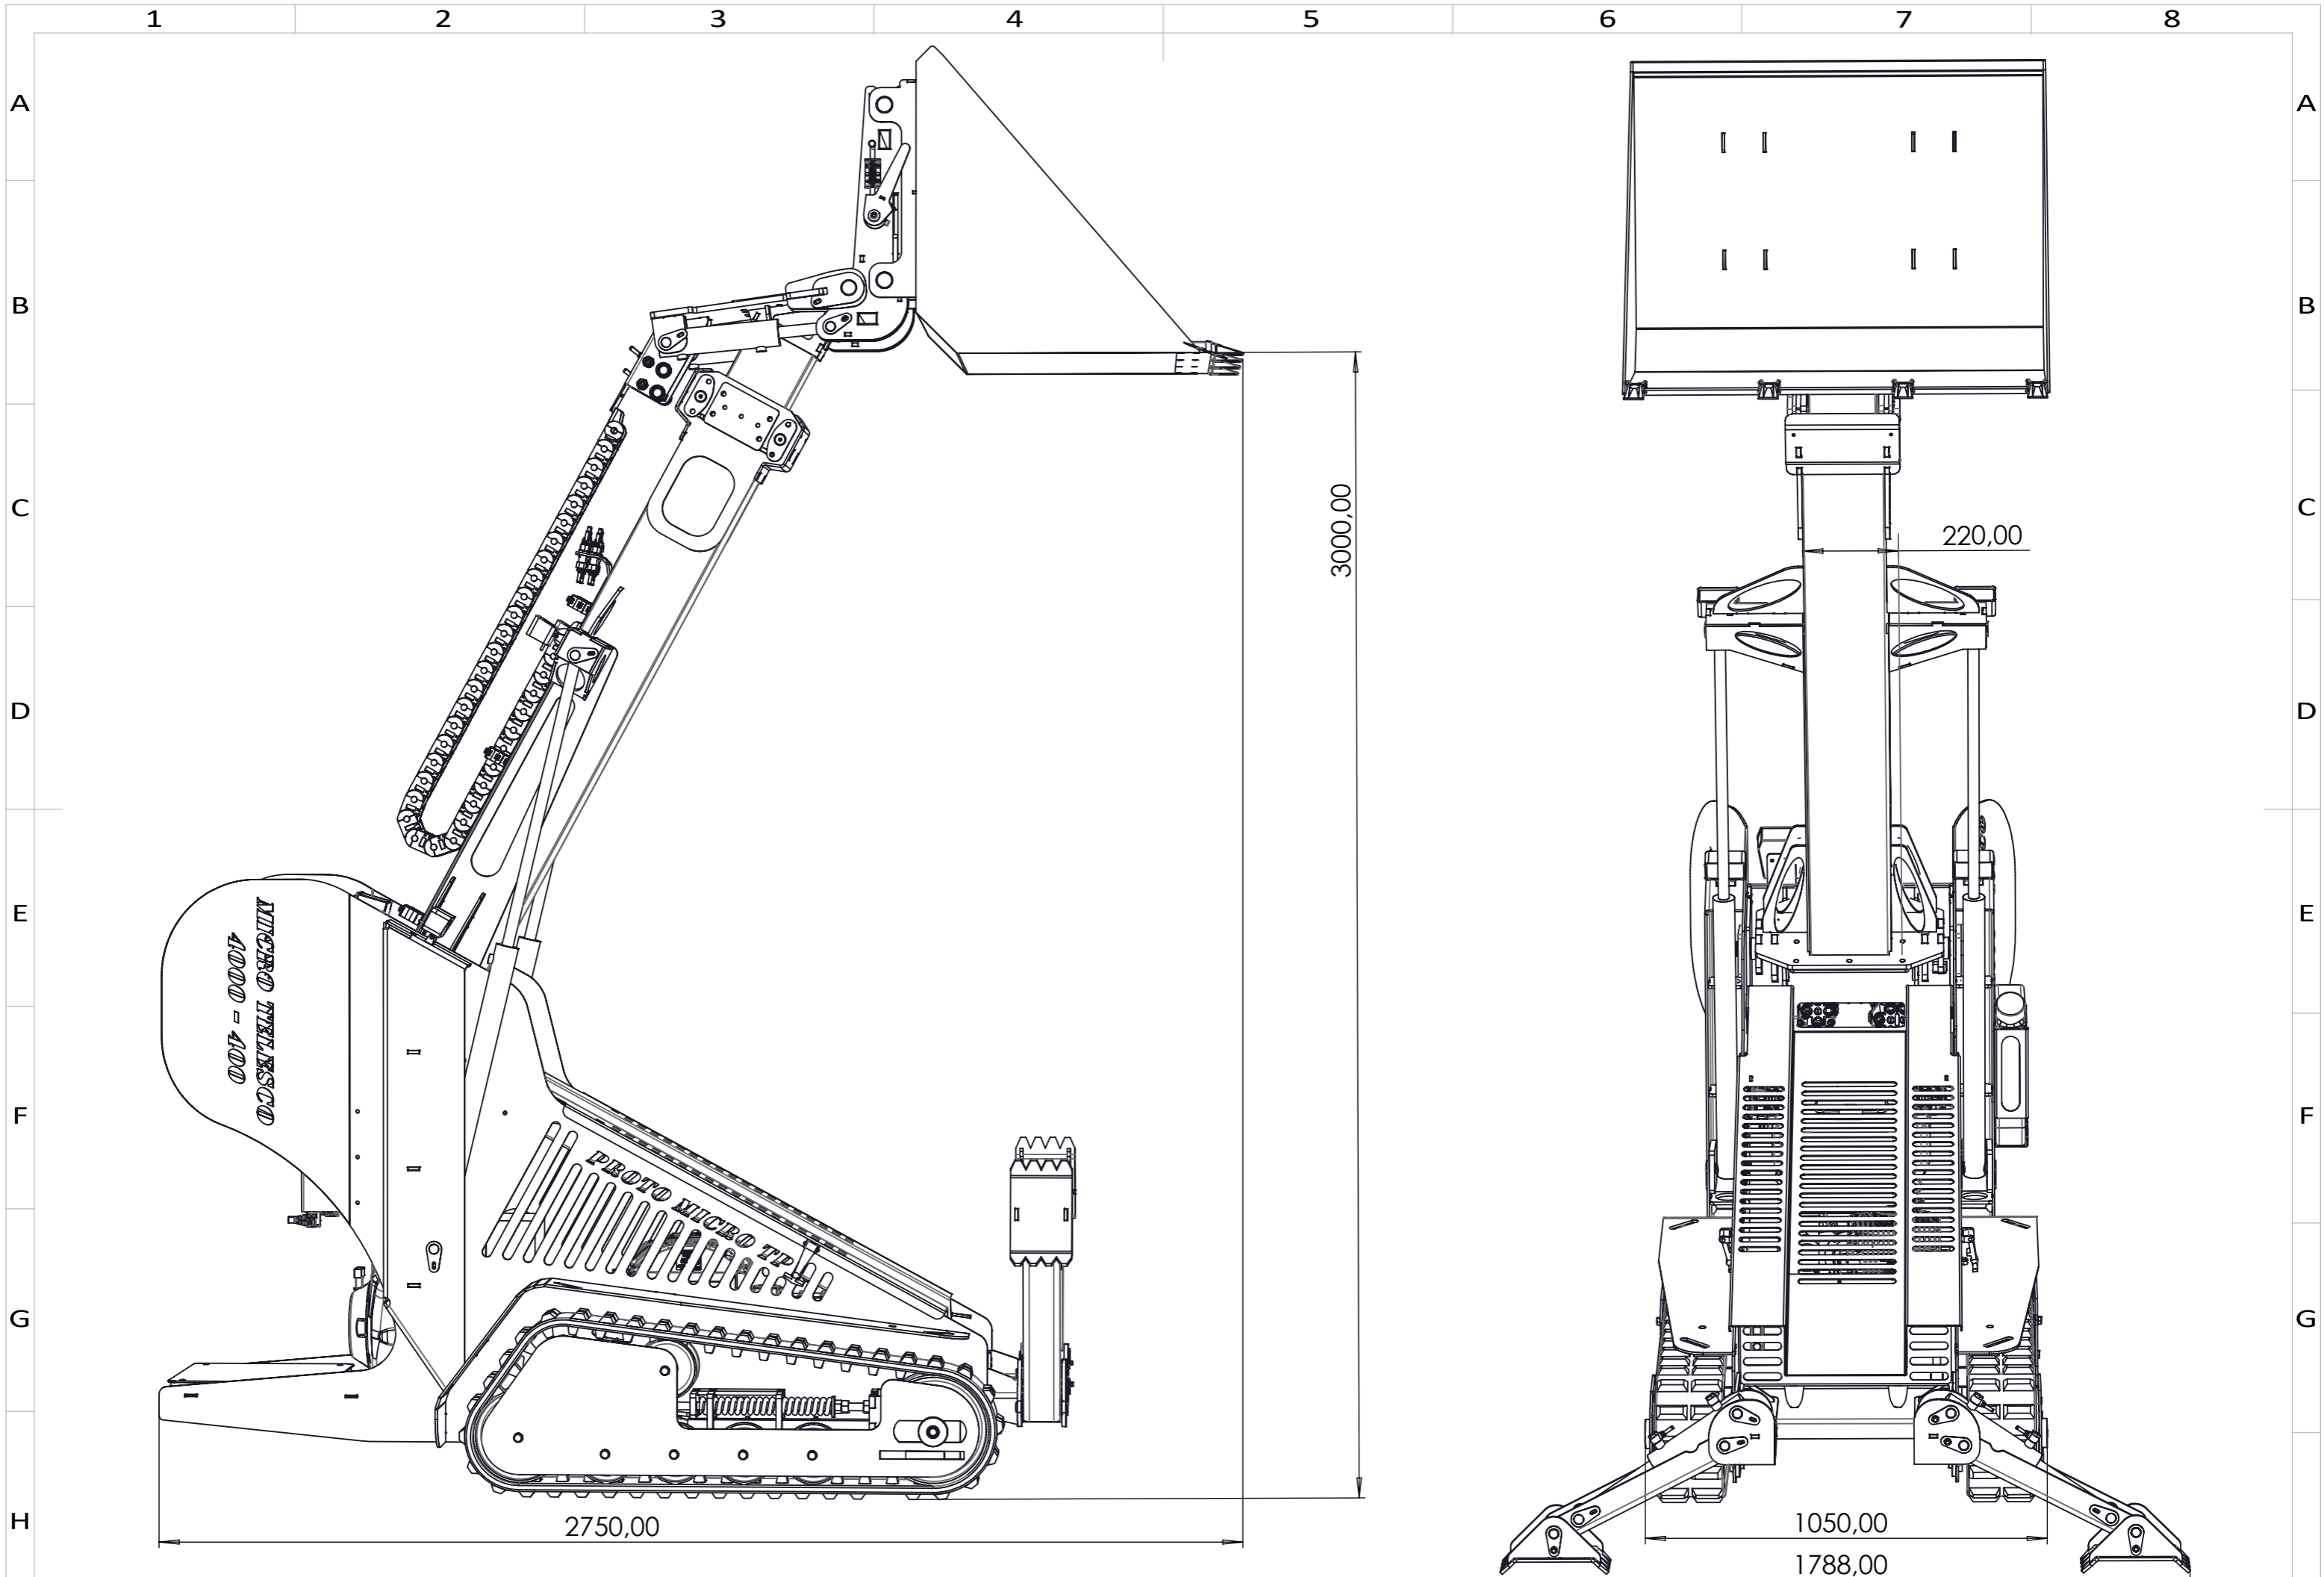 1 2 3 4 5 6 7 8
A A
B B
C C
D D
E E
F F
G G
H H
3000,00
220,00
MICRO TELESCO
4000 - 400
PROTO MICRO TP
2750,00
1050,00
1788,00